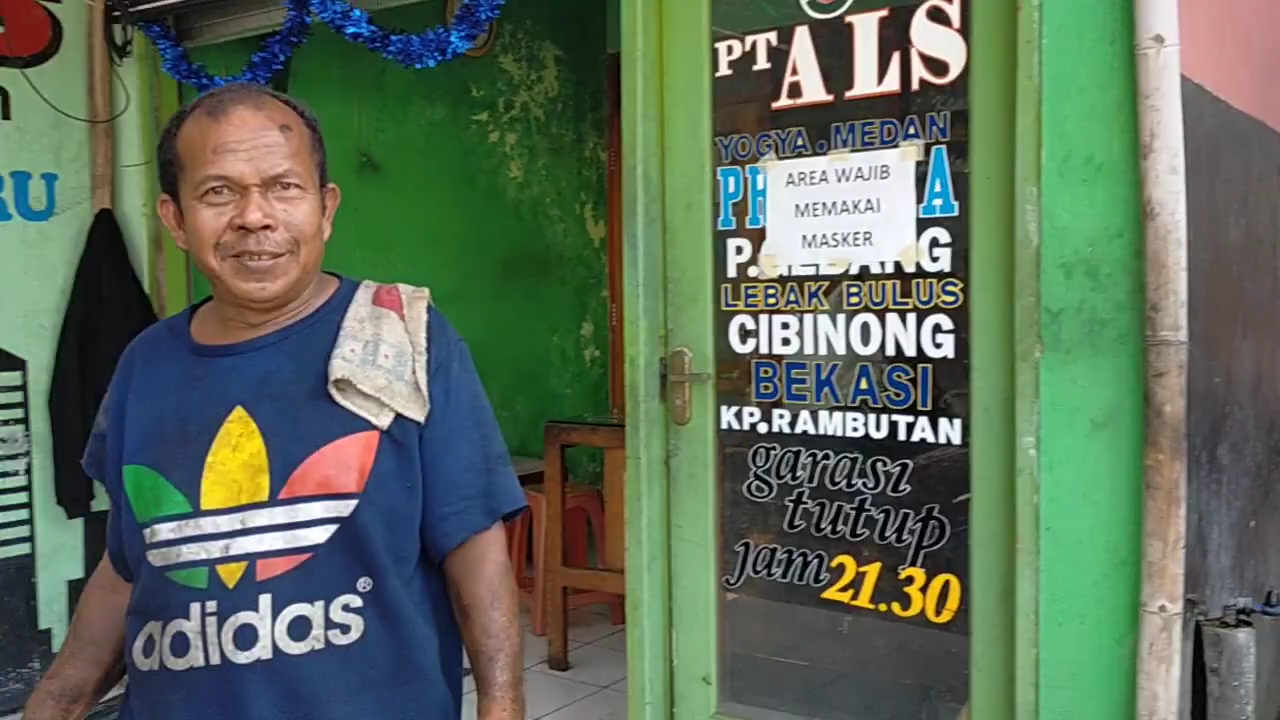 RU
adidas®
PT ALS
YOGYA.MEDAN
AREA WAJIB
MEMAKAI
MASKER
LEBAK BULUS
CIBINONG
BEKASI
KP.RAMBUTAN
garasi
tutup
jam 21.30